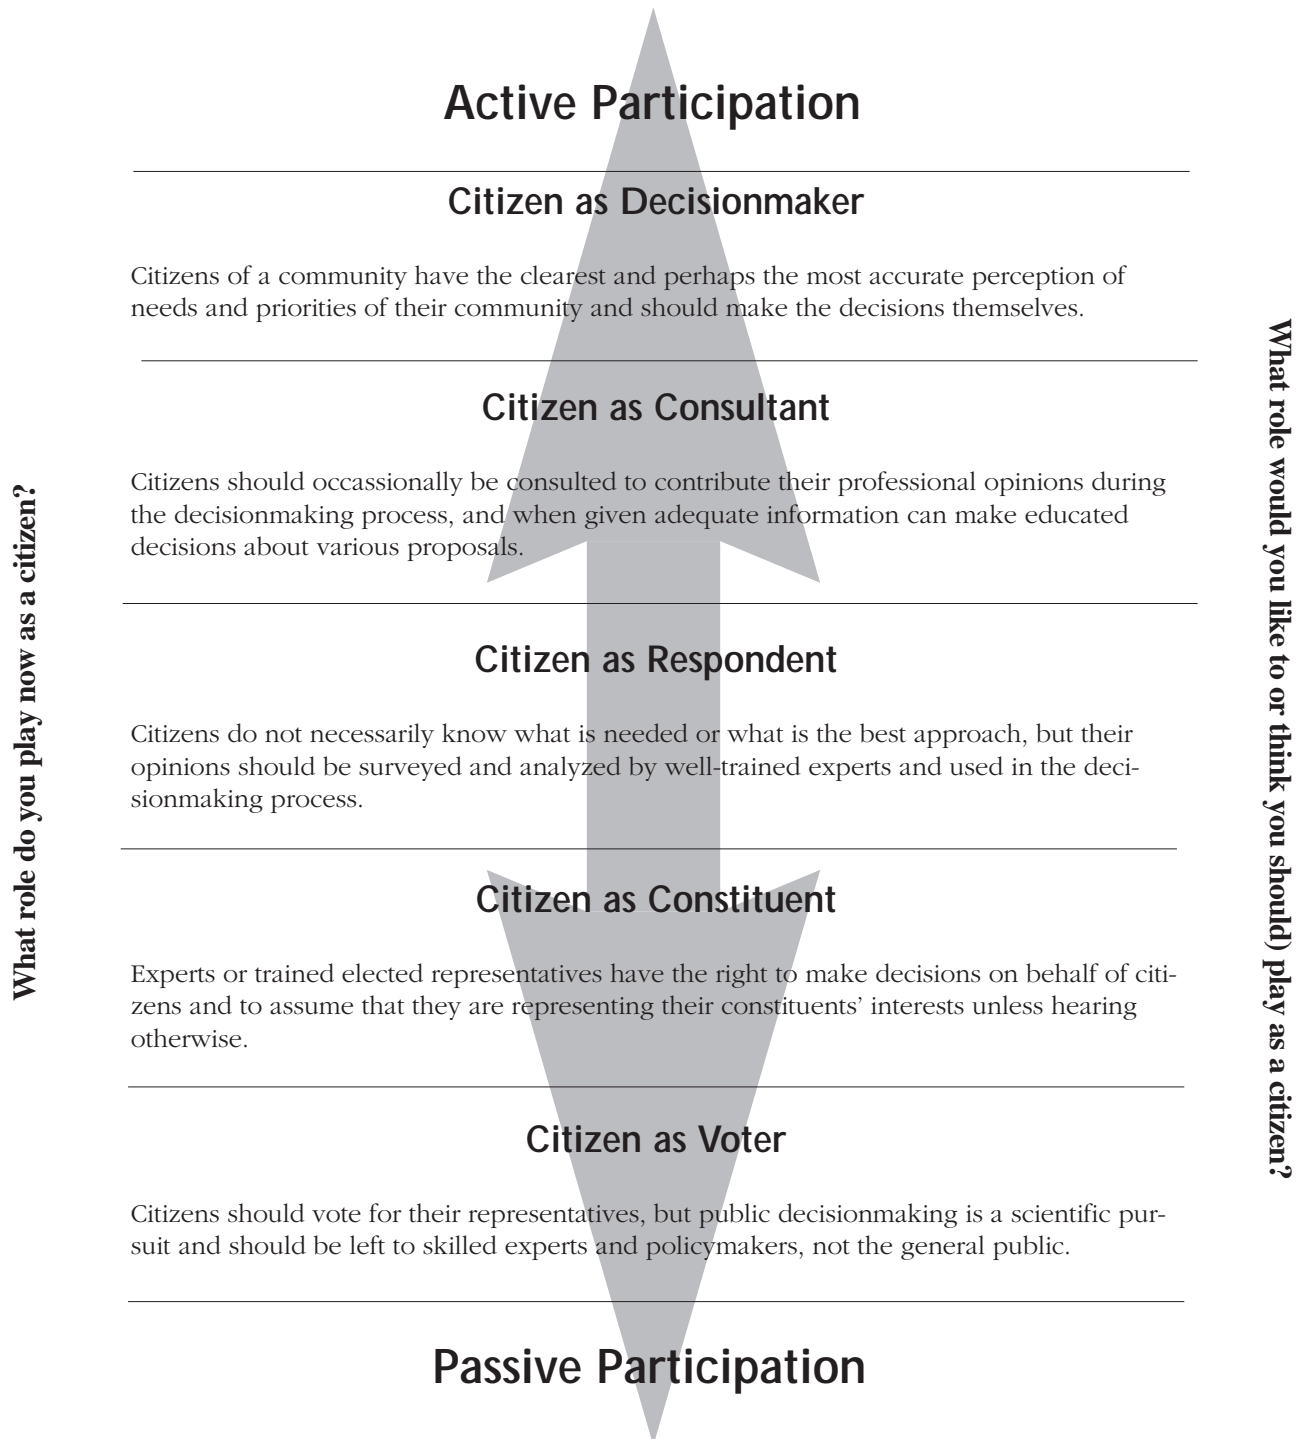 Active Participation
Citizen as Decisionmaker
Citizens of a community have the clearest and perhaps the most accurate perception of
needs and priorities of their community and should make the decisions themselves.
Citizen as Consultant
Citizens should occassionally be consulted to contribute their professional opinions during
the decisionmaking process, and when given adequate information can make educated
decisions about various proposals.
Citizen as Respondent
Citizens do not necessarily know what is needed or what is the best approach, but their
opinions should be surveyed and analyzed by well-trained experts and used in the deci-
sionmaking process.
Citizen as Constituent
Experts or trained elected representatives have the right to make decisions on behalf of citi-
zens and to assume that they are representing their constituents' interests unless hearing
otherwise.
Citizen as Voter
Citizens should vote for their representatives, but public decisionmaking is a scientific pur-
suit and should be left to skilled experts and policymakers, not the general public.
Passive Participation
What role do you play now as a citizen?
What role would you like to or think you should) play as a citizen?